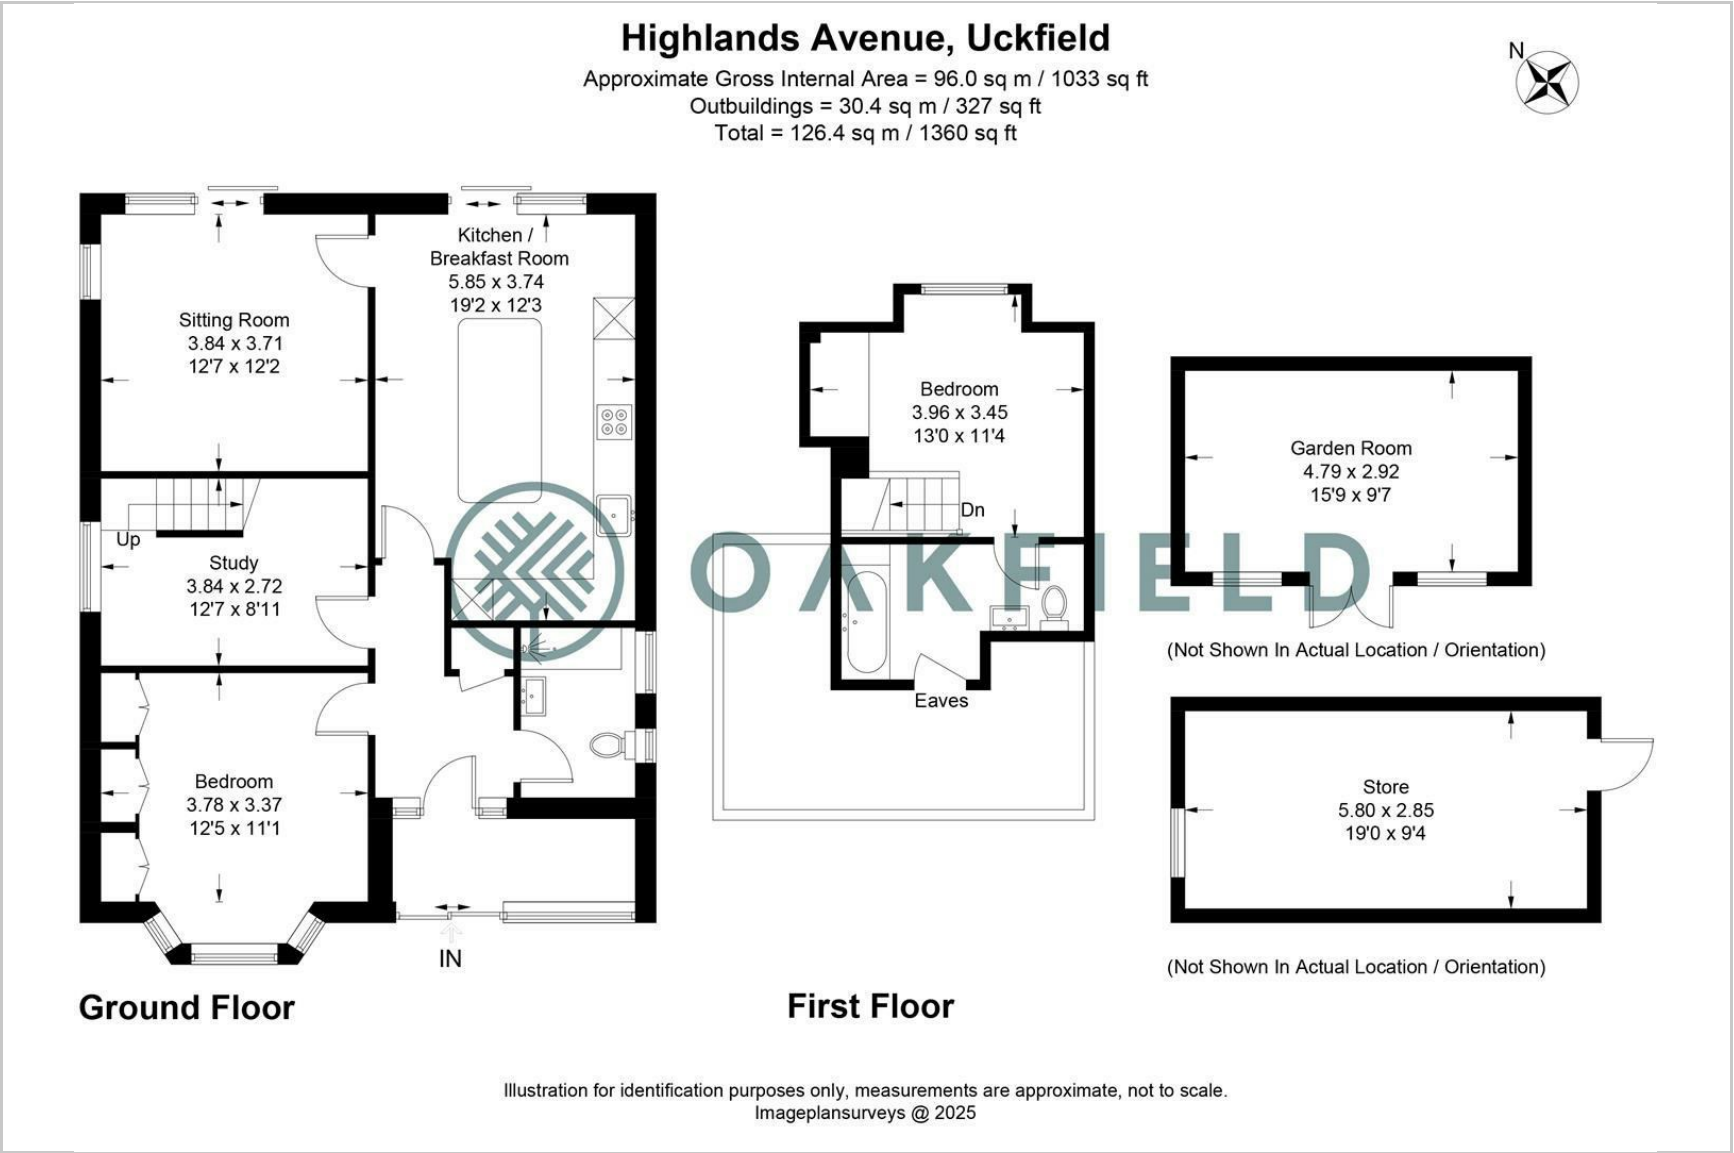 Highlands Avenue, Uckfield
Approximate Gross Internal Area = 96.0 sq m / 1033 sq ft
Outbuildings = 30.4 sq m / 327 sq ft
Total = 126.4 sq m / 1360 sq ft
N
Kitchen /
Breakfast Room
5.85 x 3.74
19'2 x 12'3
Sitting Room
3.84 x 3.71
12'7 x 12'2
Up
Study
3.84 x 2.72
12'7 x 8'11
Bedroom
3.78 x 3.37
12'5 x 11'1
IN
Ground Floor
Bedroom
3.96 x 3.45
13'0 x 11'4
Dn
OAKFIELD
Eaves
First Floor
Garden Room
4.79 x 2.92
15'9 x 9'7
(Not Shown In Actual Location / Orientation)
Store
5.80 x 2.85
19'0 x 9'4
(Not Shown In Actual Location / Orientation)
Illustration for identification purposes only, measurements are approximate, not to scale.
Imageplansurveys @ 2025